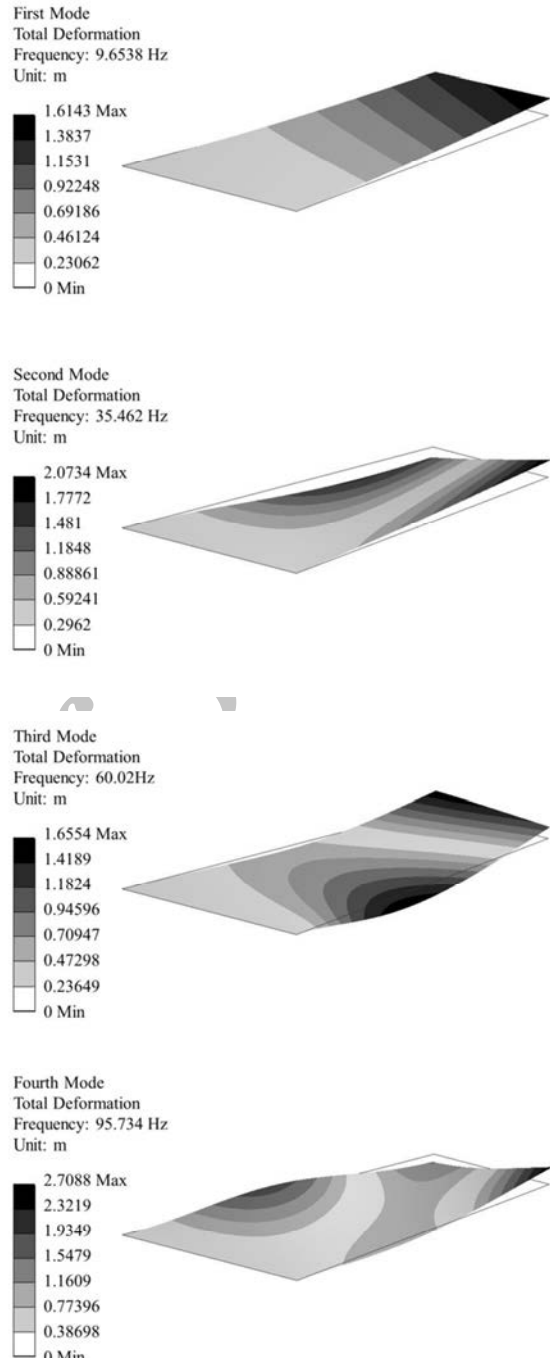 First Mode
Total Deformation
Frequency: 9.6538 Hz
Unit: m
1.6143 Max
1.3837
1.1531
0.92248
0.69186
0.46124
0.23062
0 Min
Second Mode
Total Deformation
Frequency: 35.462 Hz
Unit: m
2.0734 Max
1.7772
1.481
1.1848
0.88861
0.59241
0.2962
0 Min
Third Mode
Total Deformation
Frequency: 60.02Hz
Unit: m
1.6554 Max
1.4189
1.1824
0.94596
0.70947
0.47298
0.23649
0 Min
Fourth Mode
Total Deformation
Frequency: 95.734 Hz
Unit: m
2.7088 Max
2.3219
1.9349
1.5479
1.1609
0.77396
0.38698
0 Min